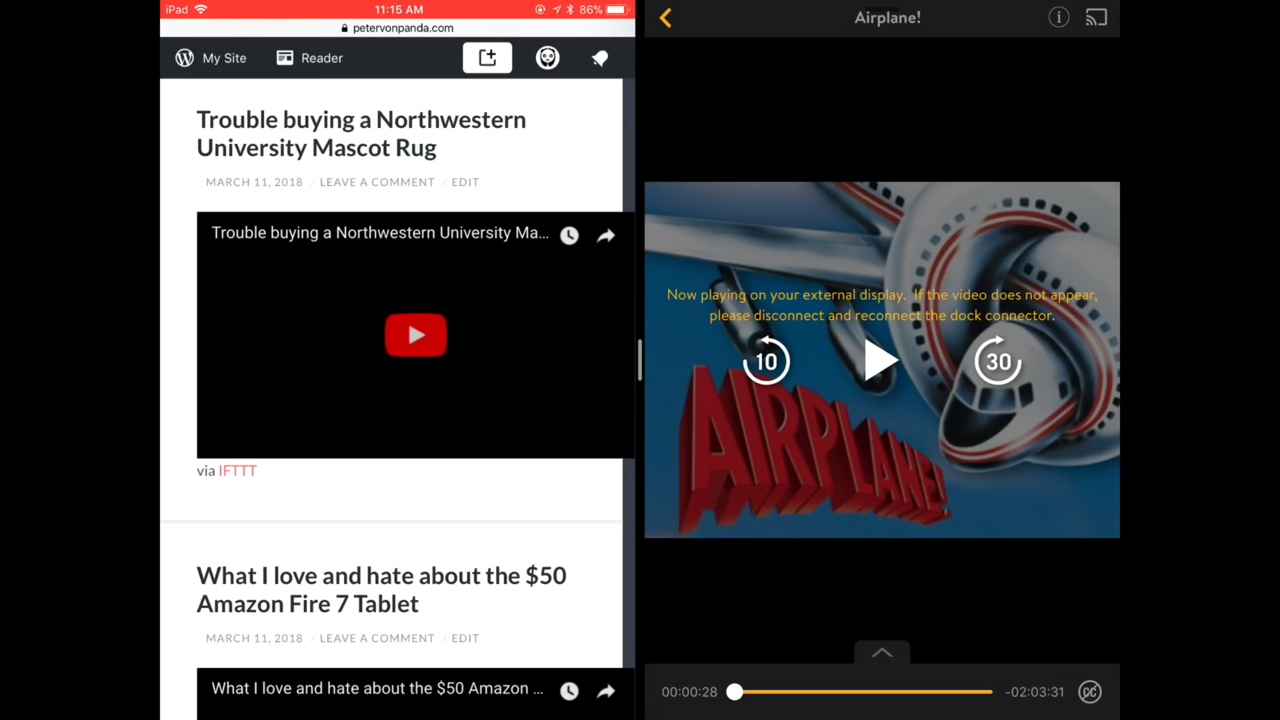 iPad
11:15 AM
86%
petervonpanda.com
My Site
Reader
Trouble buying a Northwestern
University Mascot Rug
MARCH 11, 2018 / LEAVE A COMMENT / EDIT
Trouble buying a Northwestern University Ma...
via IFTTT
What I love and hate about the $50
Amazon Fire 7 Tablet
MARCH 11, 2018 / LEAVE A COMMENT / EDIT
What I love and hate about the $50 Amazon ...
Airplane!
Now playing on your external display. If the video does not appear,
please disconnect and reconnect the dock connector.
10
30
AIRPLANE!
00:00:28
-02:03:31
CC